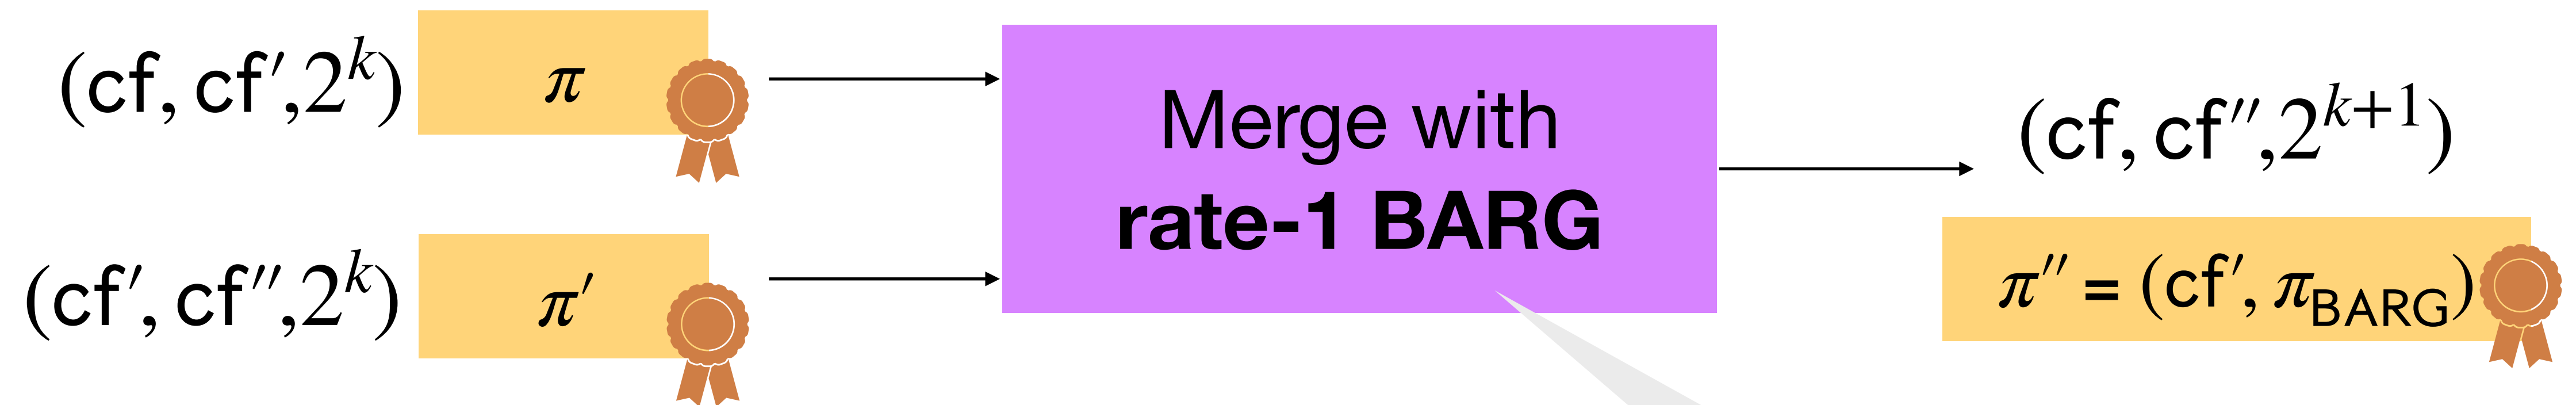 (cf, cf′,2^k)
π
(cf′, cf″,2^k)
π′
Merge with
rate-1 BARG
(cf, cf″,2^{k+1})
π″ = (cf′, π_BARG)